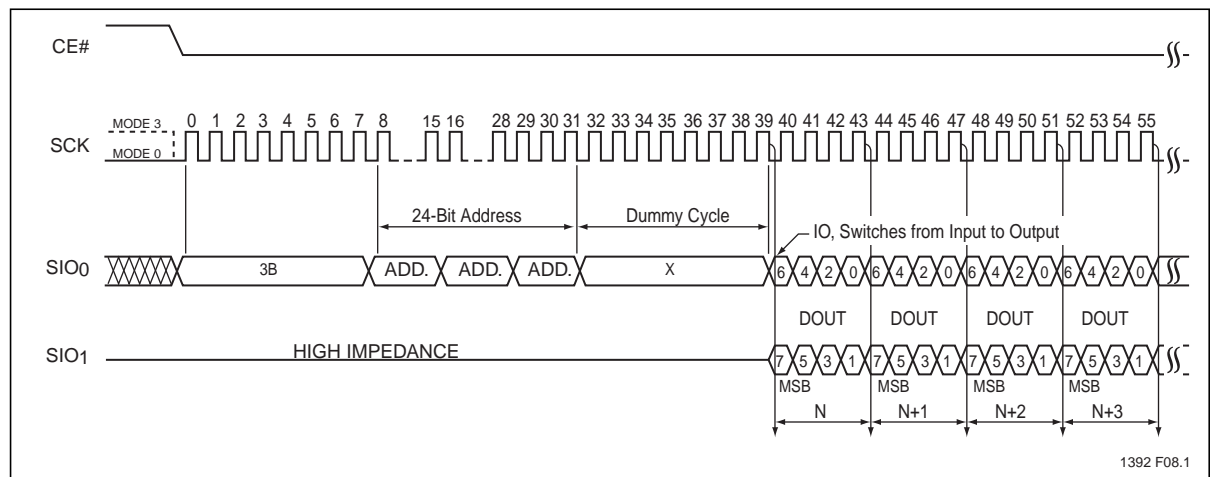 CE#
MODE 3
0 1 2 3 4 5 6 7 8 15 16 28 29 30 31 32 33 34 35 36 37 38 39 40 41 42 43 44 45 46 47 48 49 50 51 52 53 54 55
SCK
MODE 0
24-Bit Address Dummy Cycle
IO, Switches from Input to Output
SIO0 3B ADD. ADD. ADD. X 6 4 2 0 6 4 2 0 6 4 2 0 6 4 2 0
DOUT DOUT DOUT DOUT
SIO1 HIGH IMPEDANCE 7 5 3 1 7 5 3 1 7 5 3 1 7 5 3 1
MSB MSB MSB MSB
N N+1 N+2 N+3
1392 F08.1